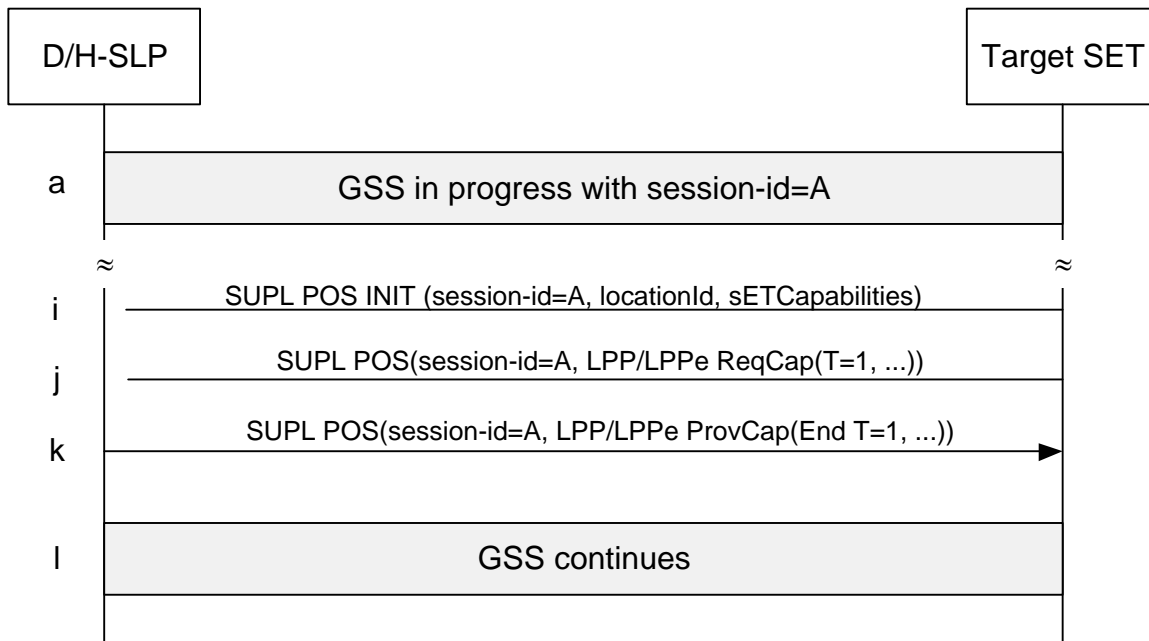 D/H-SLP
Target SET
a
GSS in progress with session-id=A
≈
≈
i
SUPL POS INIT (session-id=A, locationId, sETCapabilities)
j
SUPL POS(session-id=A, LPP/LPPe ReqCap(T=1, ...))
k
SUPL POS(session-id=A, LPP/LPPe ProvCap(End T=1, ...))
l
GSS continues